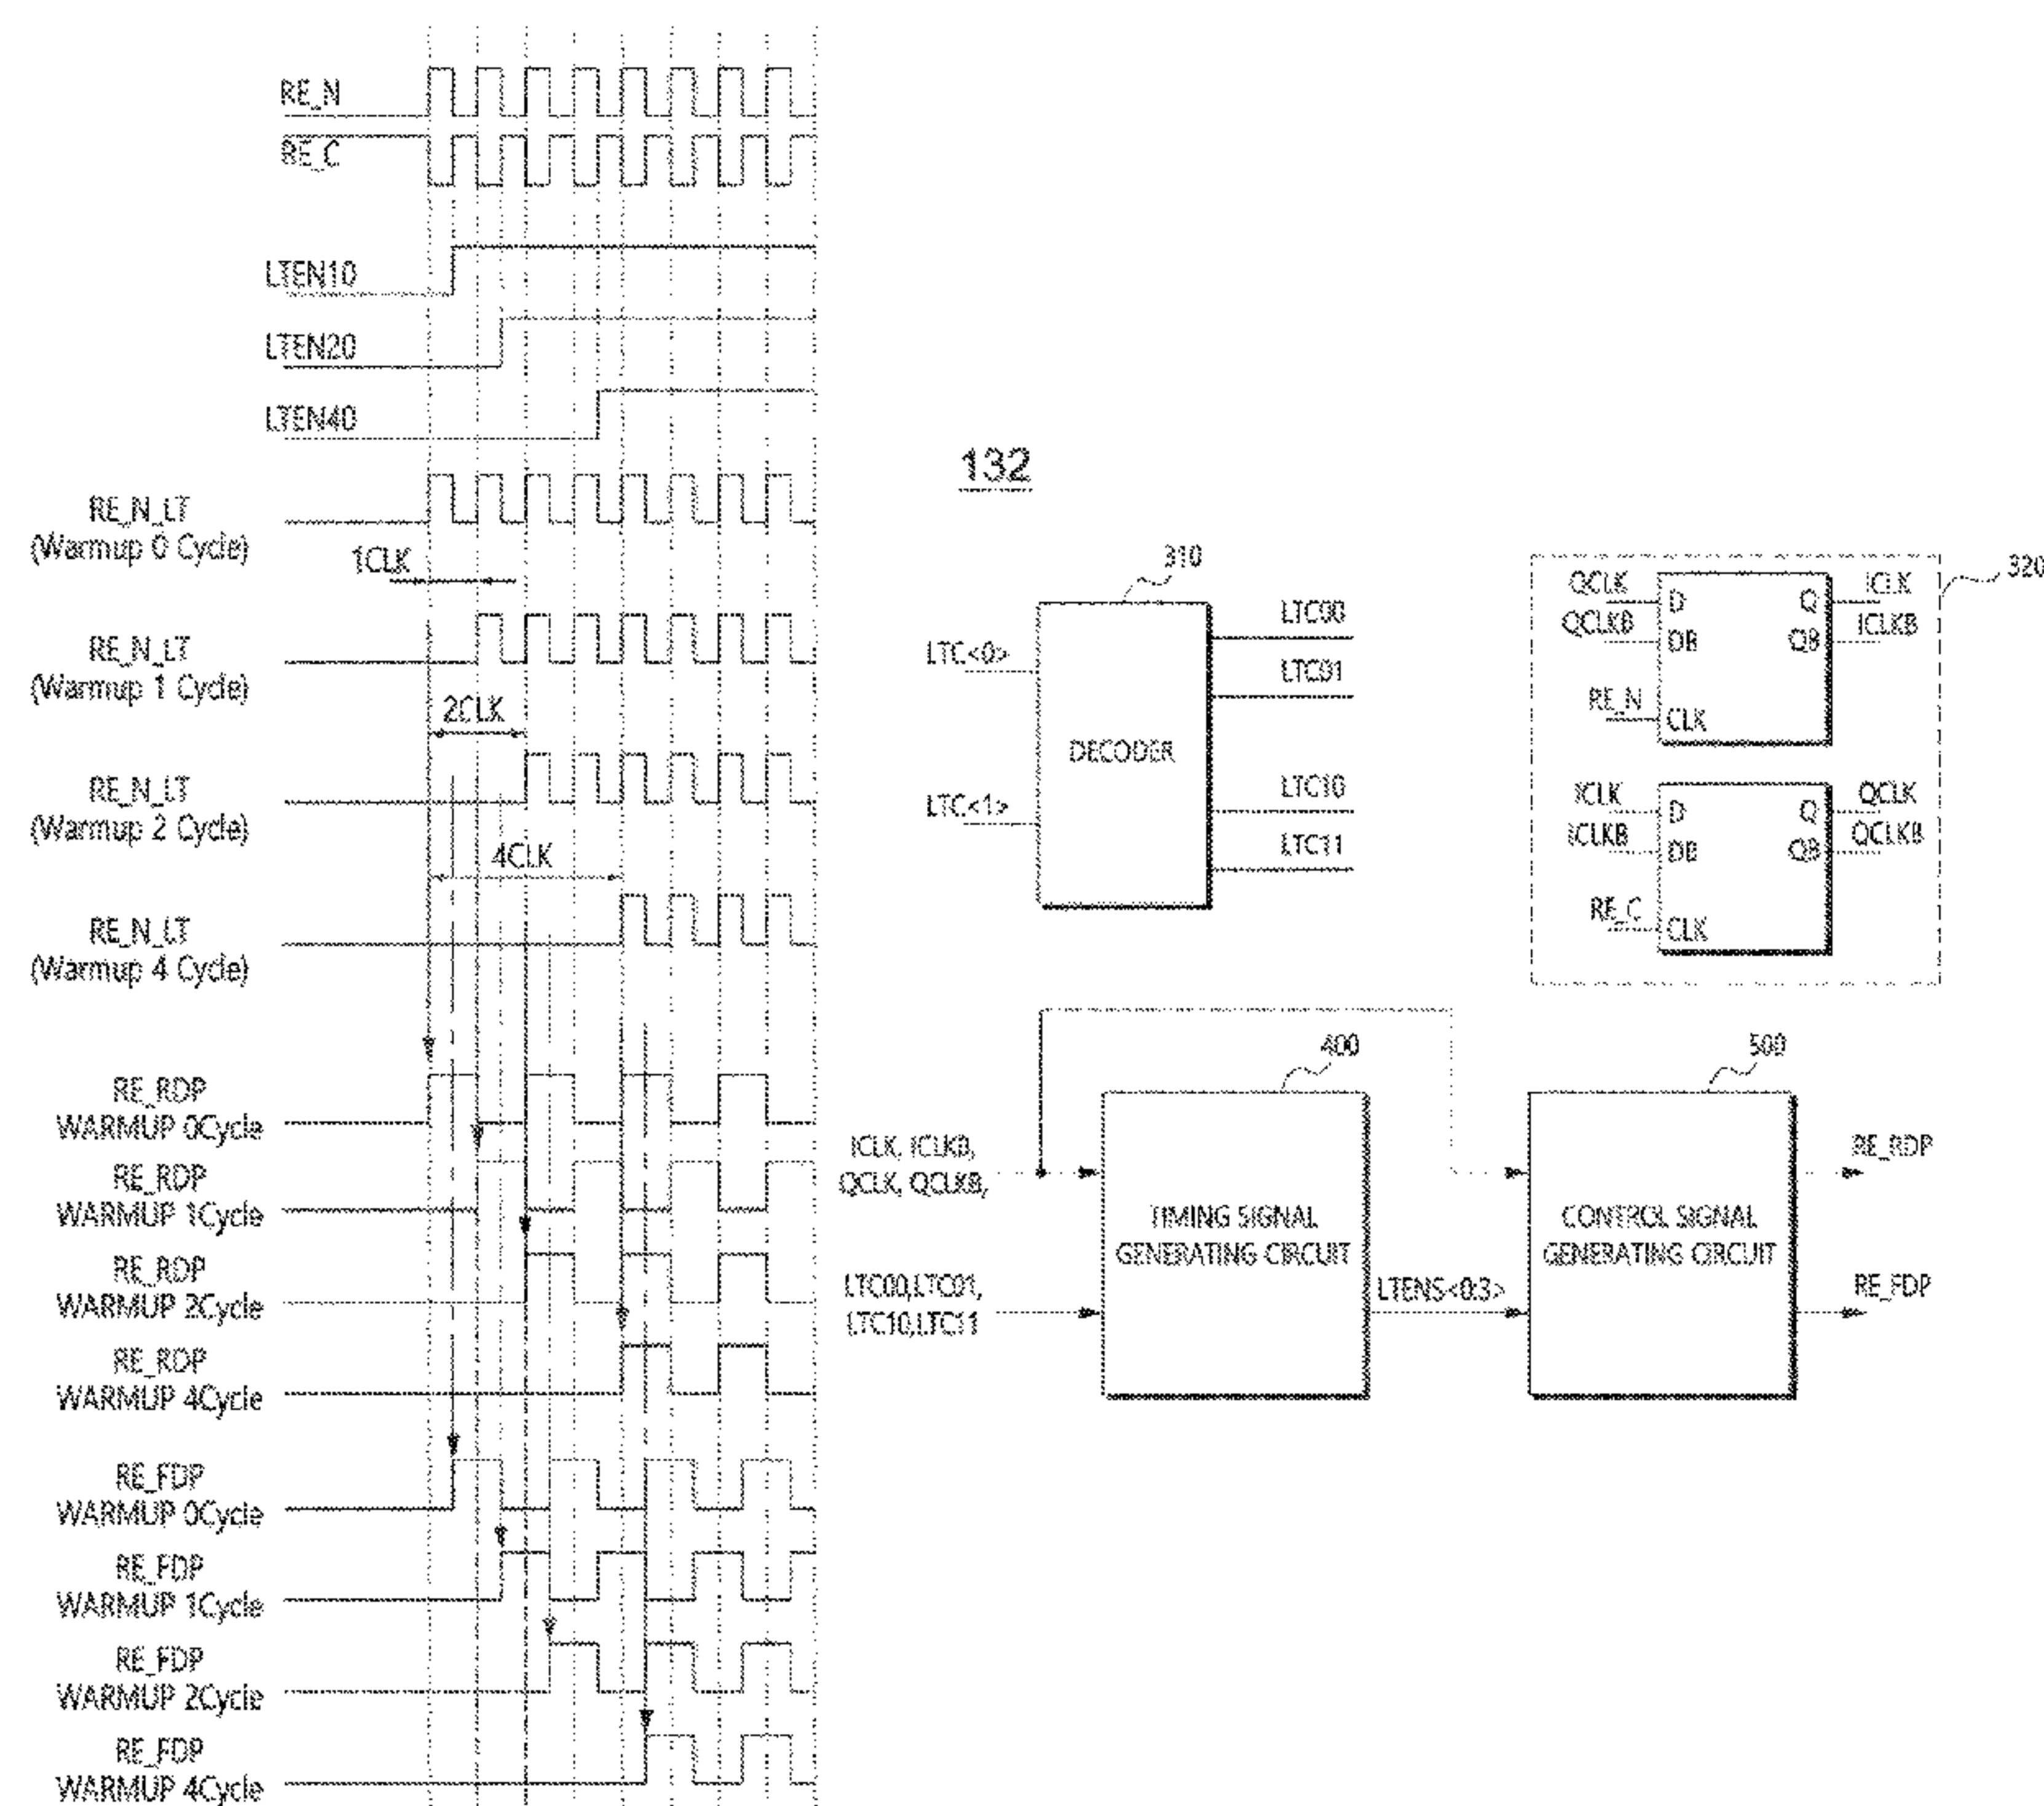 RE_N
RE_C
LTEN10
LTEN20
LTEN40
RE_N_LT
(Warmup 0 Cycle)
1CLK
RE_N_LT
(Warmup 1 Cycle)
2CLK
RE_N_LT
(Warmup 2 Cycle)
4CLK
RE_N_LT
(Warmup 4 Cycle)
RE_RDP
WARMUP 0Cycle
RE_RDP
WARMUP 1Cycle
RE_RDP
WARMUP 2Cycle
RE_RDP
WARMUP 4Cycle
RE_FDP
WARMUP 0Cycle
RE_FDP
WARMUP 1Cycle
RE_FDP
WARMUP 2Cycle
RE_FDP
WARMUP 4Cycle
132
310
LTC<0>
LTC<1>
DECODER
LTC00
LTC01
LTC10
LTC11
320
QCLK
D
Q
ICLK
QCLKB
DB
QB
ICLKB
RE_N
CLK
ICLK
D
Q
QCLK
ICLKB
DB
QB
QCLKB
RE_C
CLK
400
ICLK, ICLKB,
QCLK, QCLKB,
LTC00,LTC01,
LTC10,LTC11
TIMING SIGNAL
GENERATING CIRCUIT
LTENS<0:3>
500
CONTROL SIGNAL
GENERATING CIRCUIT
RE_RDP
RE_FDP